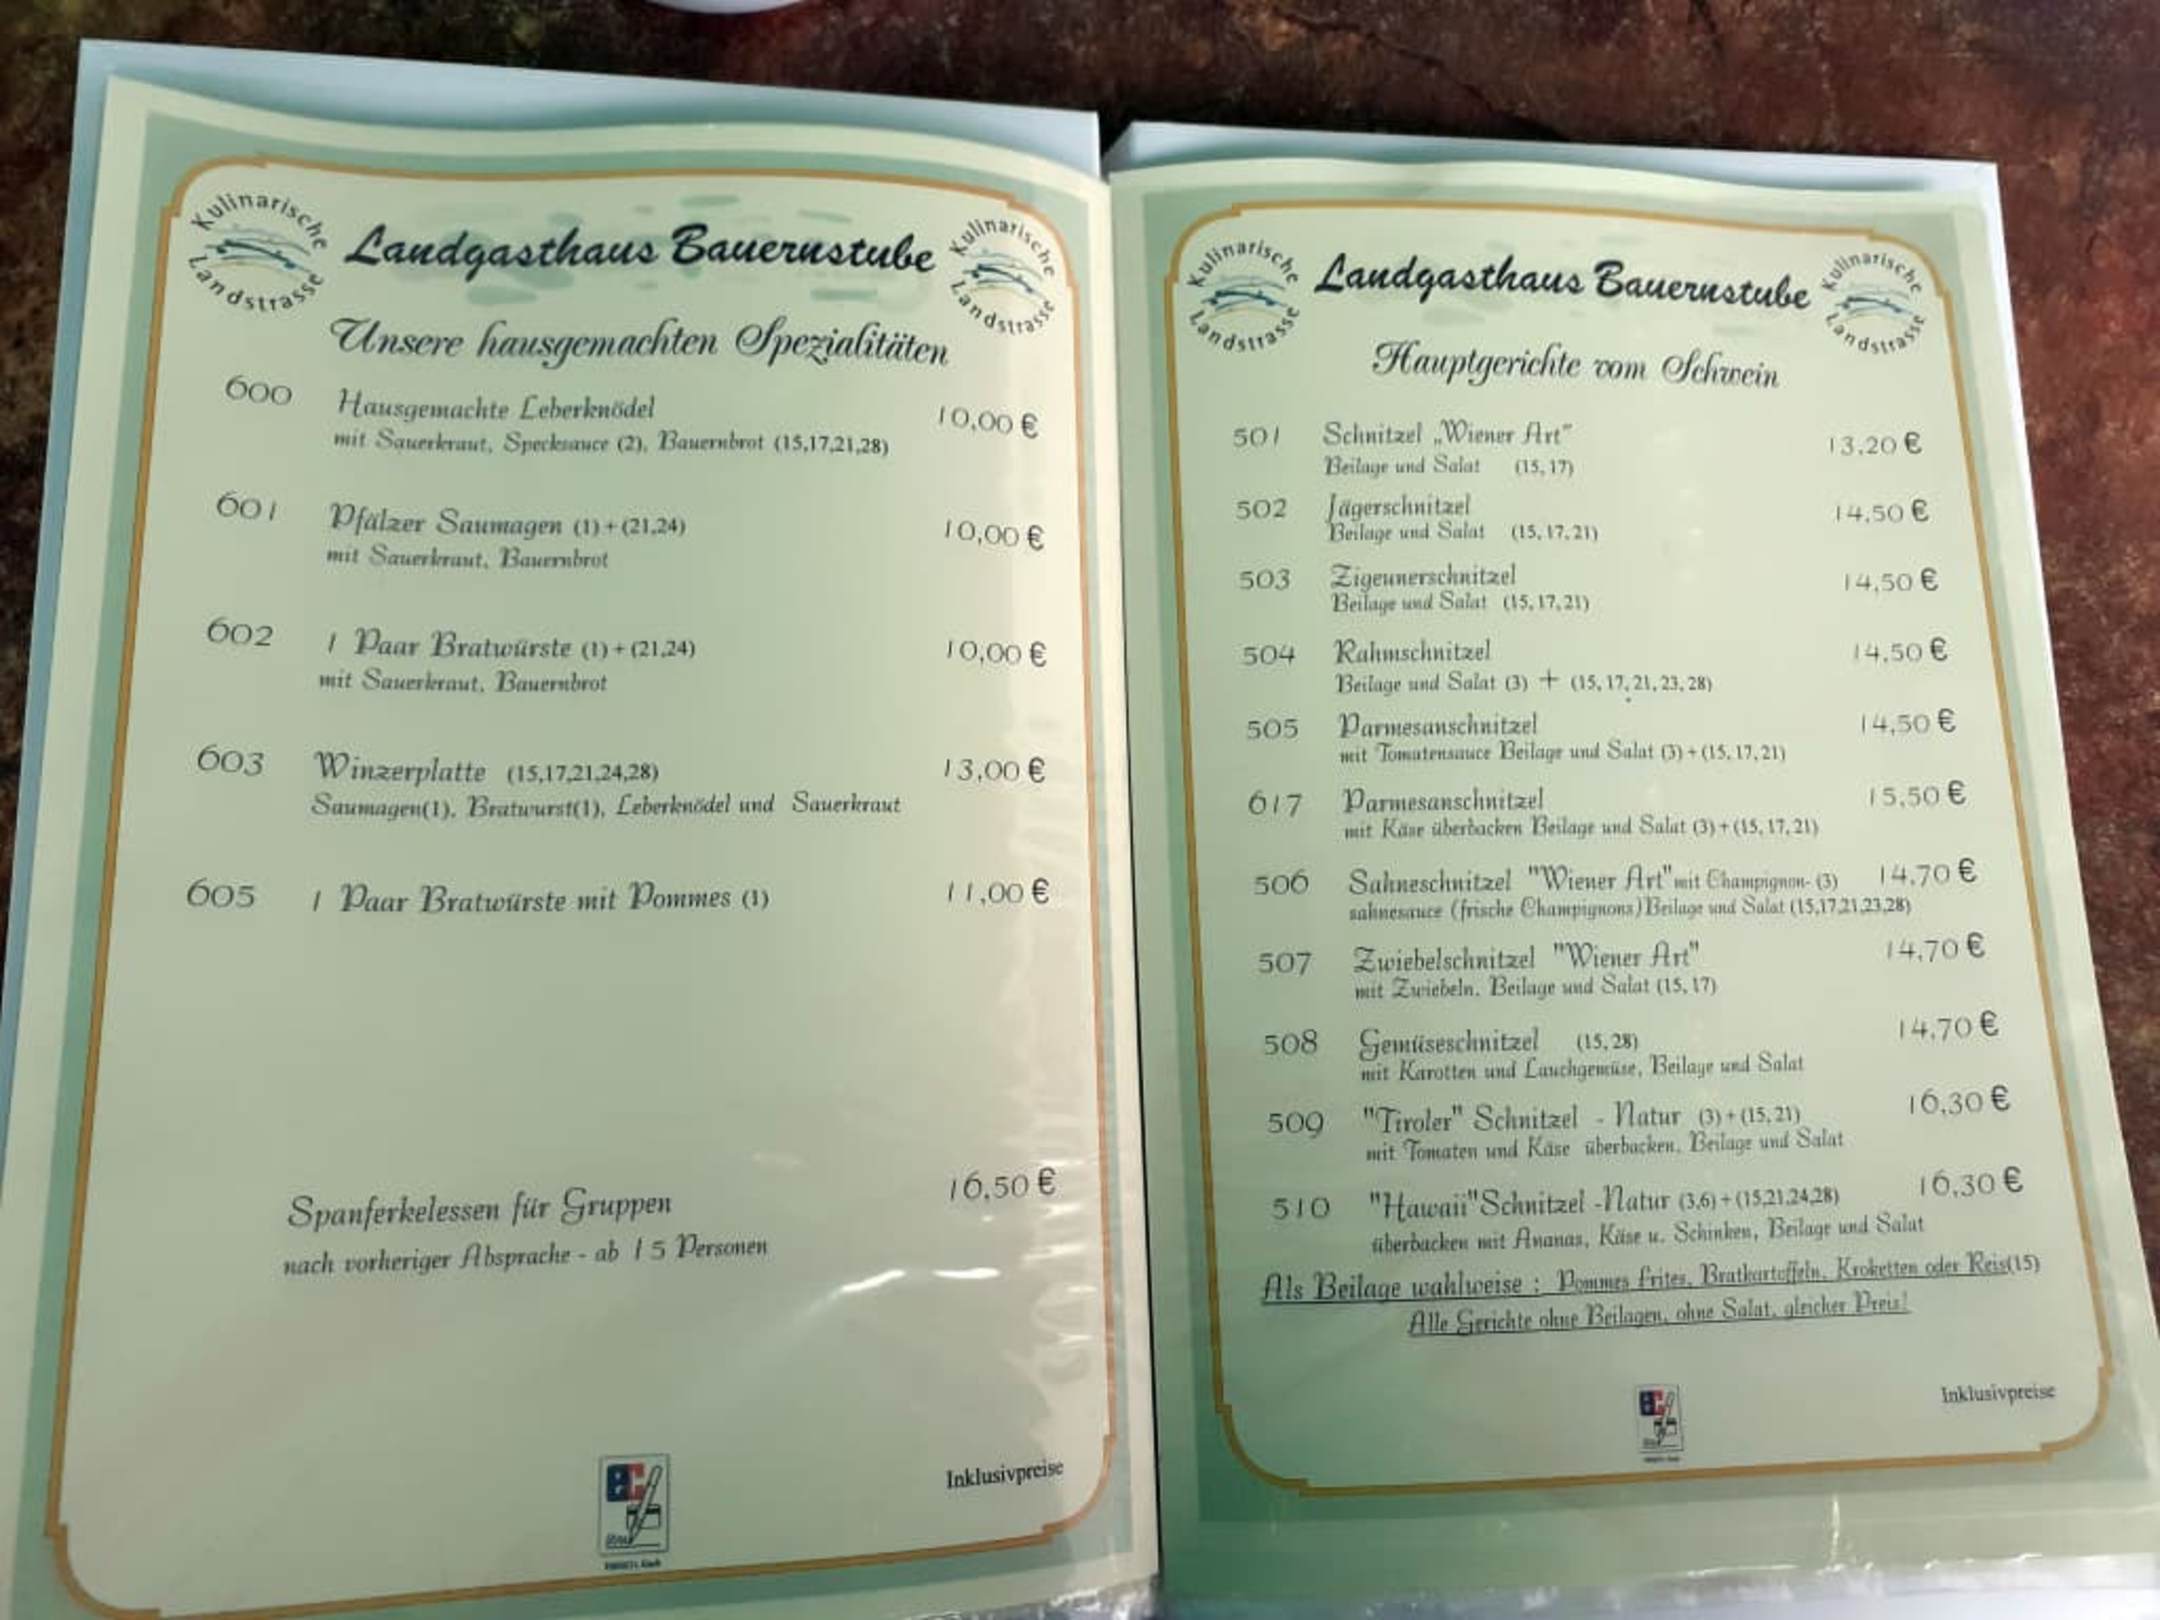 Kulinarische
Landstrasse
Landgasthaus Bauernstube
Kulinarische
Landstrasse
Unsere hausgemachten Spezialitäten
600 Hausgemachte Leberknödel 10,00 €
mit Sauerkraut, Specksauce (2), Bauernbrot (15,17,21,28)
601 Pfälzer Saumagen (1) + (21,24) 10,00 €
mit Sauerkraut, Bauernbrot
602 1 Paar Bratwürste (1) + (21,24) 10,00 €
mit Sauerkraut, Bauernbrot
603 Winzerplatte (15,17,21,24,28) 13,00 €
Saumagen(1), Bratwurst(1), Leberknödel und Sauerkraut
605 1 Paar Bratwürste mit Pommes (1) 11,00 €
Spanferkelessen für Gruppen 16,50 €
nach vorheriger Absprache - ab 15 Personen
Inklusivpreise
Kulinarische
Landstrasse
Landgasthaus Bauernstube
Kulinarische
Landstrasse
Hauptgerichte vom Schwein
501 Schnitzel „Wiener Art" 13,20 €
Beilage und Salat (15, 17)
502 Jägerschnitzel 14,50 €
Beilage und Salat (15, 17, 21)
503 Zigeunerschnitzel 14,50 €
Beilage und Salat (15, 17, 21)
504 Rahmschnitzel 14,50 €
Beilage und Salat (3) + (15, 17, 21, 23, 28)
505 Parmesanschnitzel 14,50 €
mit Tomatensauce Beilage und Salat (3) + (15, 17, 21)
617 Parmesanschnitzel 15,50 €
mit Käse überbacken Beilage und Salat (3) + (15, 17, 21)
506 Sahneschnitzel "Wiener Art" mit Champignon- (3) 14,70 €
sahnesauce (frische Champignons) Beilage und Salat (15,17,21,23,28)
507 Zwiebelschnitzel "Wiener Art" 14,70 €
mit Zwiebeln, Beilage und Salat (15, 17)
508 Gemüseschnitzel (15, 28) 14,70 €
mit Karotten und Lauchgemüse, Beilage und Salat
509 "Tiroler" Schnitzel - Natur (3) + (15, 21) 16,30 €
mit Tomaten und Käse überbacken, Beilage und Salat
510 "Hawaii" Schnitzel - Natur (3,6) + (15,21,24,28) 16,30 €
überbacken mit Ananas, Käse u. Schinken, Beilage und Salat
Als Beilage wahlweise : Pommes frites, Bratkartoffeln, Kroketten oder Reis(15)
Alle Gerichte ohne Beilagen, ohne Salat, gleicher Preis!
Inklusivpreise